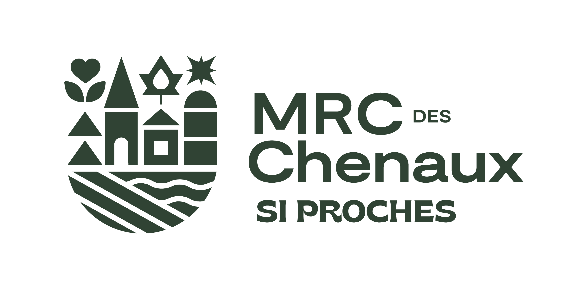 MRC DES
Chenaux
SI PROCHES